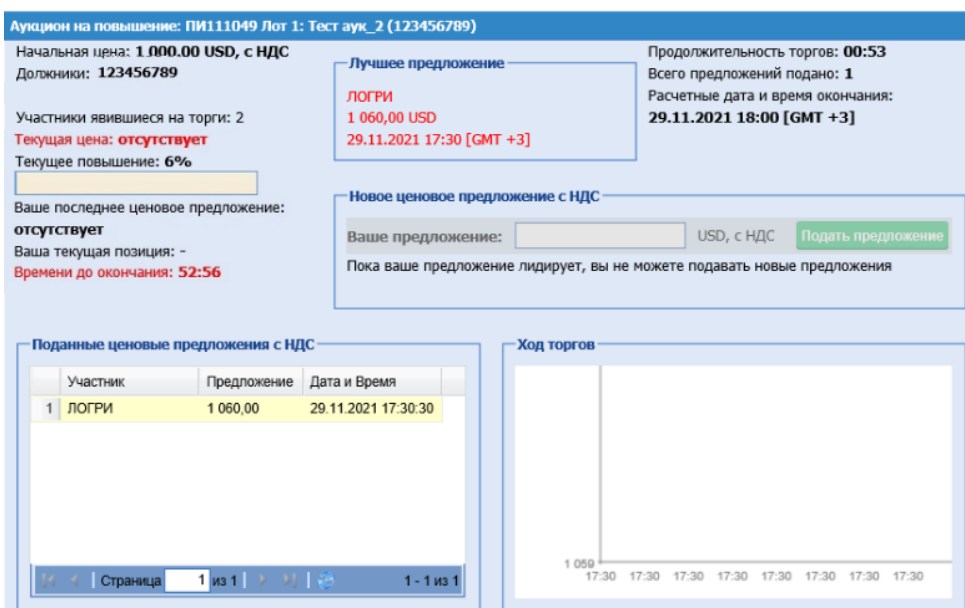 Аукцион на повышение: ПИ111049 Лот 1: Тест аук_2 (123456789)
Начальная цена: 1 000.00 USD, с НДС
Должники: 123456789
Участники явившиеся на торги: 2
Текущая цена: отсутствует
Текущее повышение: 6%
Ваше последнее ценовое предложение:
отсутствует
Ваша текущая позиция: -
Времени до окончания: 52:56
Лучшее предложение
ЛОГРИ
1 060,00 USD
29.11.2021 17:30 [GMT +3]
Продолжительность торгов: 00:53
Всего предложений подано: 1
Расчетные дата и время окончания:
29.11.2021 18:00 [GMT +3]
Новое ценовое предложение с НДС
Ваше предложение: USD, с НДС Подать предложение
Пока ваше предложение лидирует, вы не можете подавать новые предложения
Поданные ценовые предложения с НДС
Участник Предложение Дата и Время
1 ЛОГРИ 1 060,00 29.11.2021 17:30:30
Страница 1 из 1 1 - 1 из 1
Ход торгов
1 059
17:30 17:30 17:30 17:30 17:30 17:30 17:30 17:30